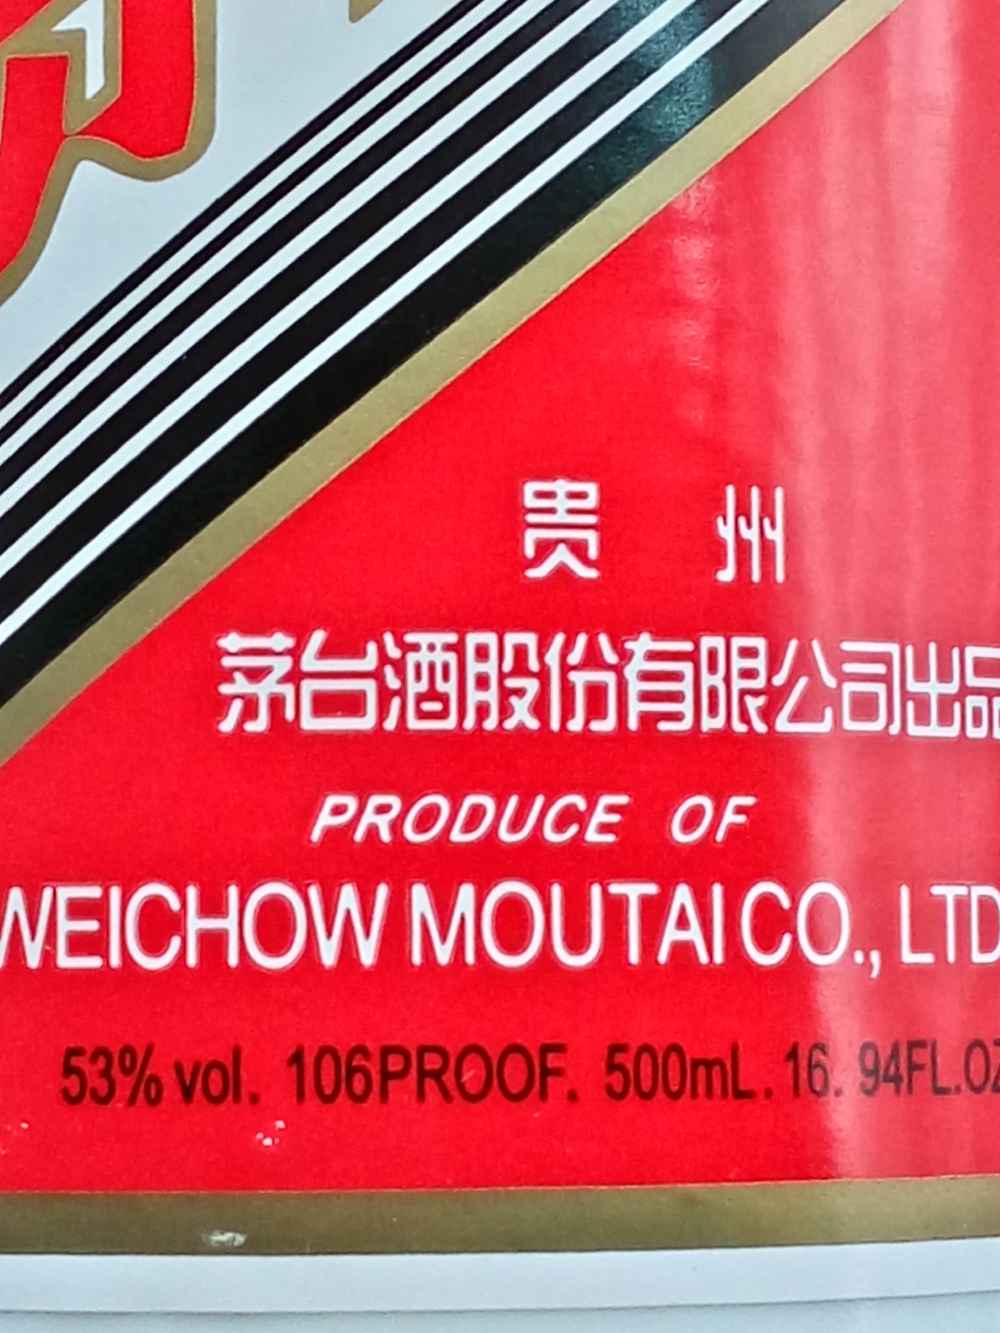 贵 州
茅台酒股份有限公司出品
PRODUCE OF
WEICHOW MOUTAI CO., LTD
53% vol. 106PROOF. 500mL. 16. 94FL.OZ